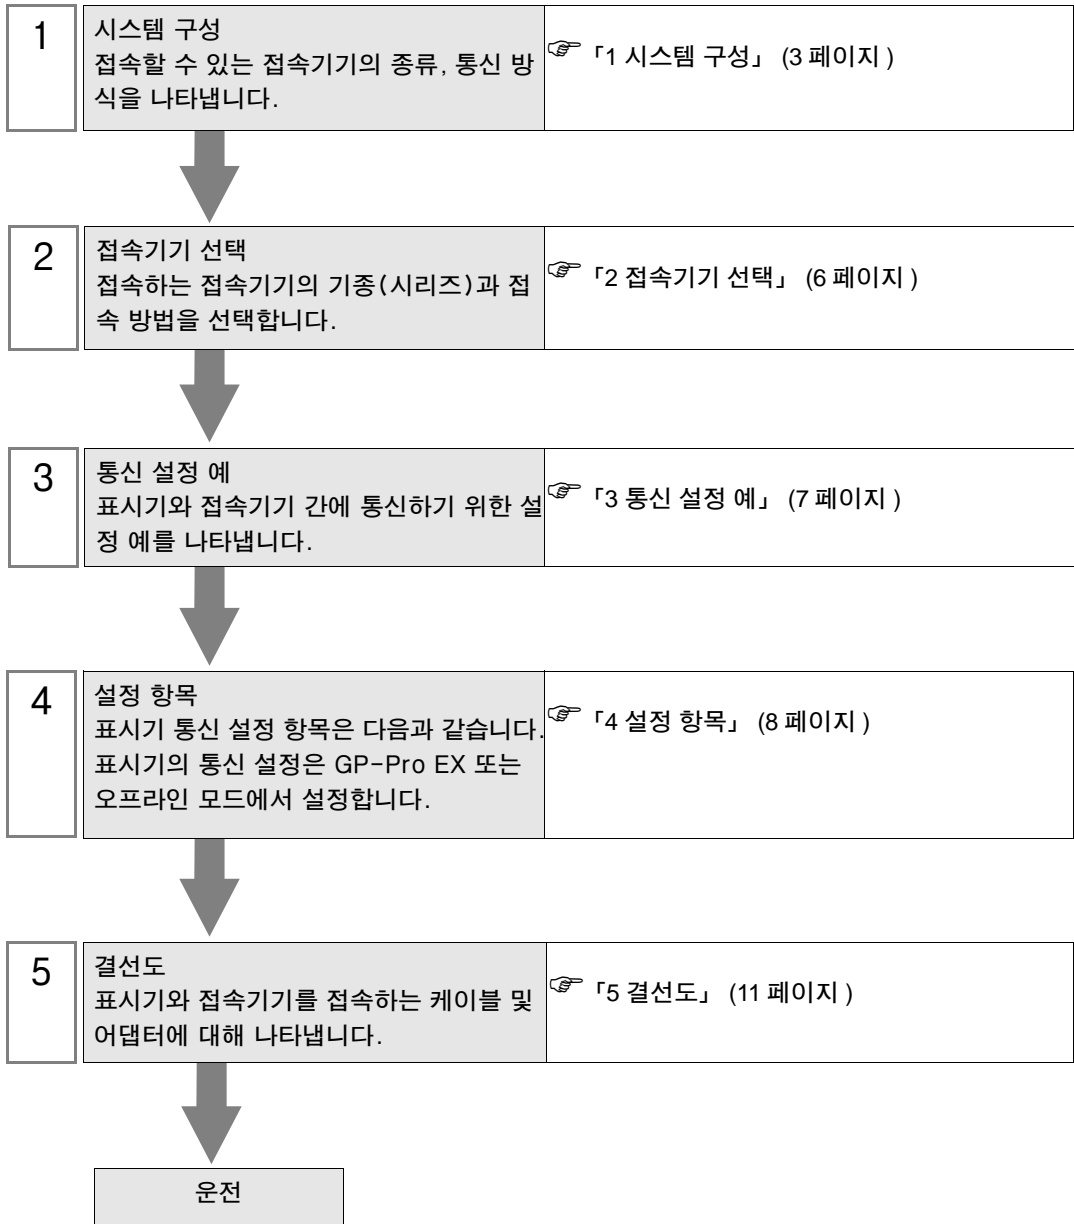 1
시스템 구성
접속할 수 있는 접속기기의 종류, 통신 방
식을 나타냅니다.
☞ 「1 시스템 구성」 (3 페이지 )
2
접속기기 선택
접속하는 접속기기의 기종(시리즈)과 접
속 방법을 선택합니다.
☞ 「2 접속기기 선택」 (6 페이지 )
3
통신 설정 예
표시기와 접속기기 간에 통신하기 위한 설
정 예를 나타냅니다.
☞ 「3 통신 설정 예」 (7 페이지 )
4
설정 항목
표시기 통신 설정 항목은 다음과 같습니다.
표시기의 통신 설정은 GP-Pro EX 또는
오프라인 모드에서 설정합니다.
☞ 「4 설정 항목」 (8 페이지 )
5
결선도
표시기와 접속기기를 접속하는 케이블 및
어댑터에 대해 나타냅니다.
☞ 「5 결선도」 (11 페이지 )
운전